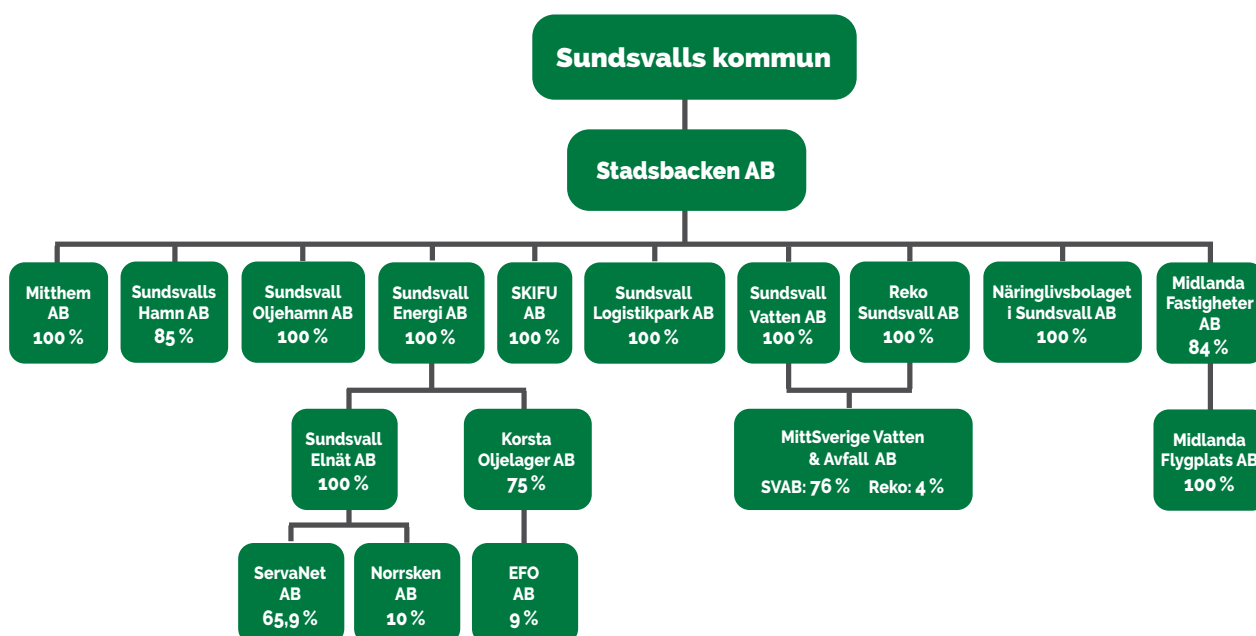 Sundsvalls kommun
Stadsbacken AB
Mitthem
AB
100 %
Sundsvalls
Hamn AB
85 %
Sundsvall
Oljehamn AB
100 %
Sundsvall
Energi AB
100 %
SKIFU
AB
100 %
Sundsvall
Logistikpark AB
100 %
Sundsvall
Vatten AB
100 %
Reko
Sundsvall AB
100 %
Näringlivsbolaget
i Sundsvall AB
100 %
Midlanda
Fastigheter
AB
84 %
Sundsvall
Elnät AB
100 %
Korsta
Oljelager AB
75 %
MittSverige Vatten
& Avfall AB
SVAB: 76 % Reko: 4 %
Midlanda
Flygplats AB
100 %
ServaNet
AB
65,9 %
Norrsken
AB
10 %
EFO
AB
9 %